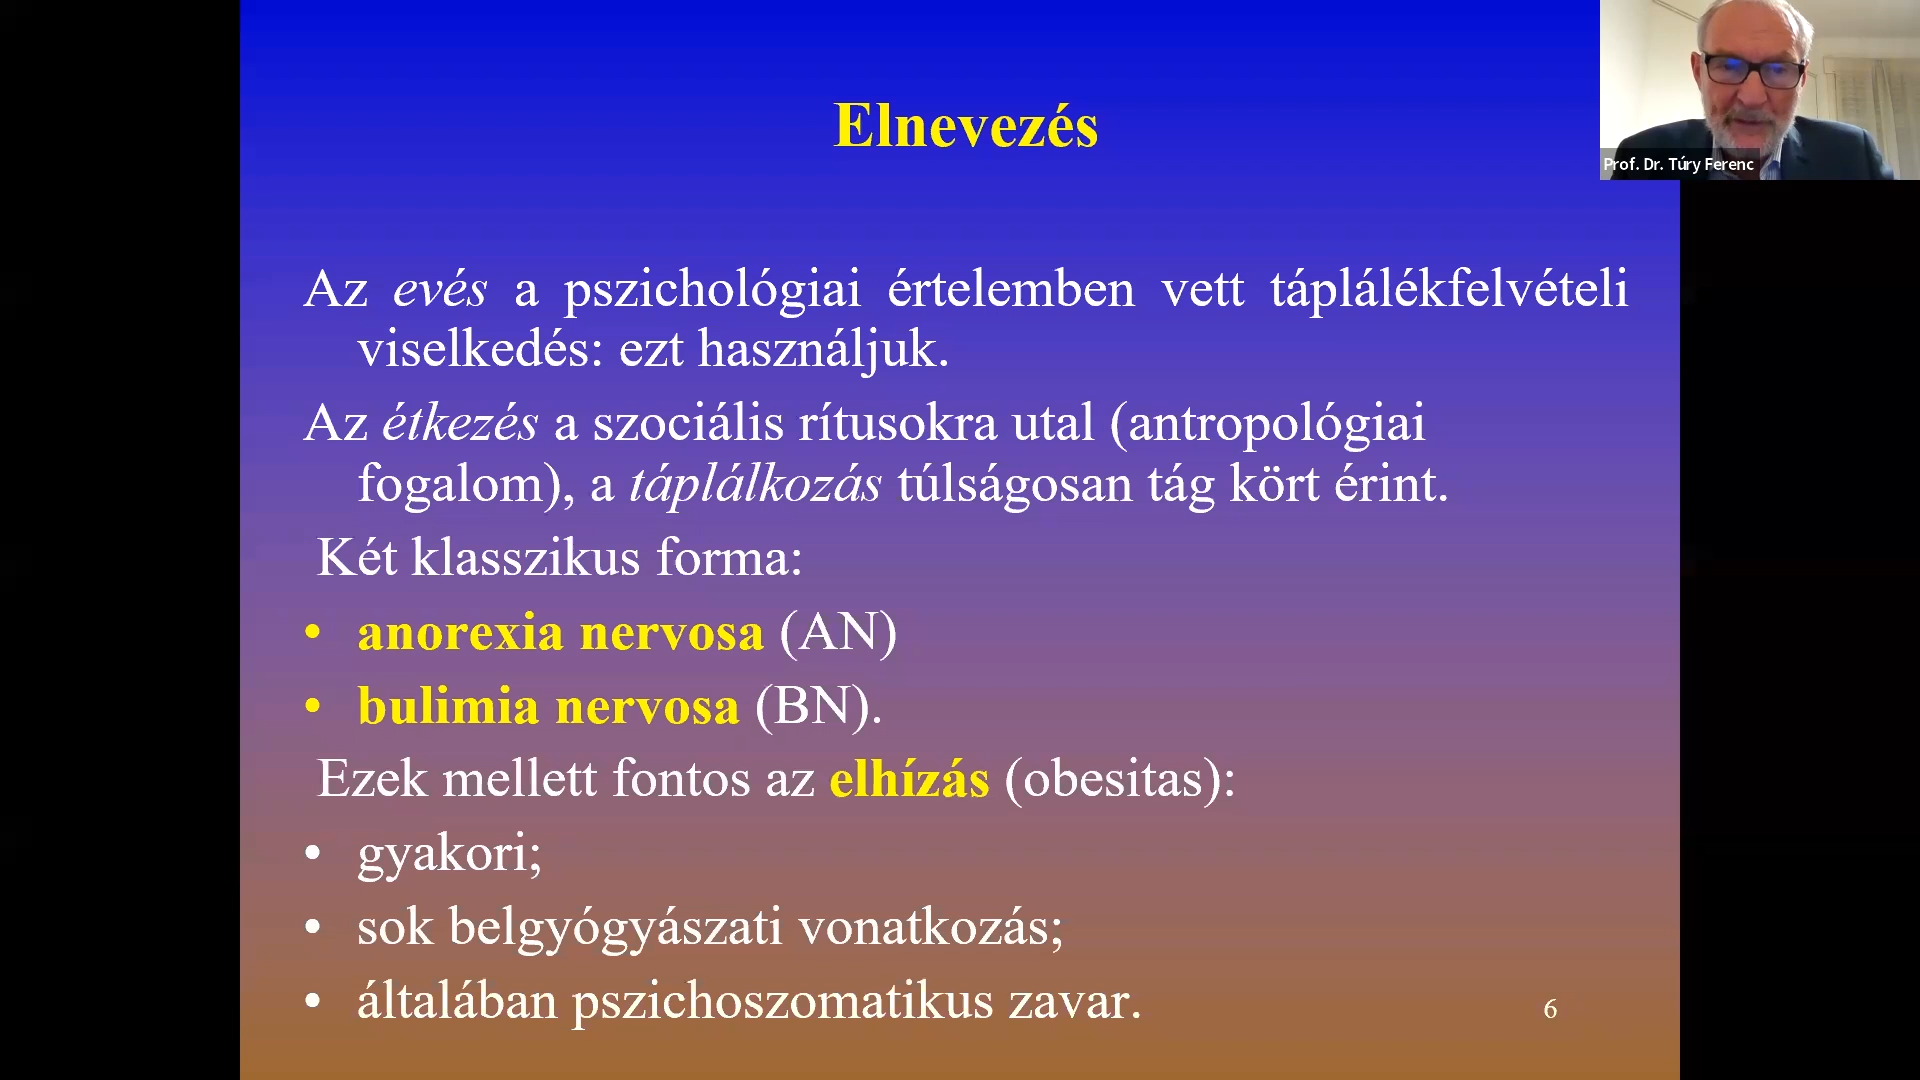 Elnevezés
Prof. Dr. Túry Ferenc
Az evés a pszichológiai értelemben vett táplálékfelvételi
viselkedés: ezt használjuk.
Az étkezés a szociális rítusokra utal (antropológiai
fogalom), a táplálkozás túlságosan tág kört érint.
Két klasszikus forma:
• anorexia nervosa (AN)
• bulimia nervosa (BN).
Ezek mellett fontos az elhízás (obesitas):
• gyakori;
• sok belgyógyászati vonatkozás;
• általában pszichoszomatikus zavar.
6